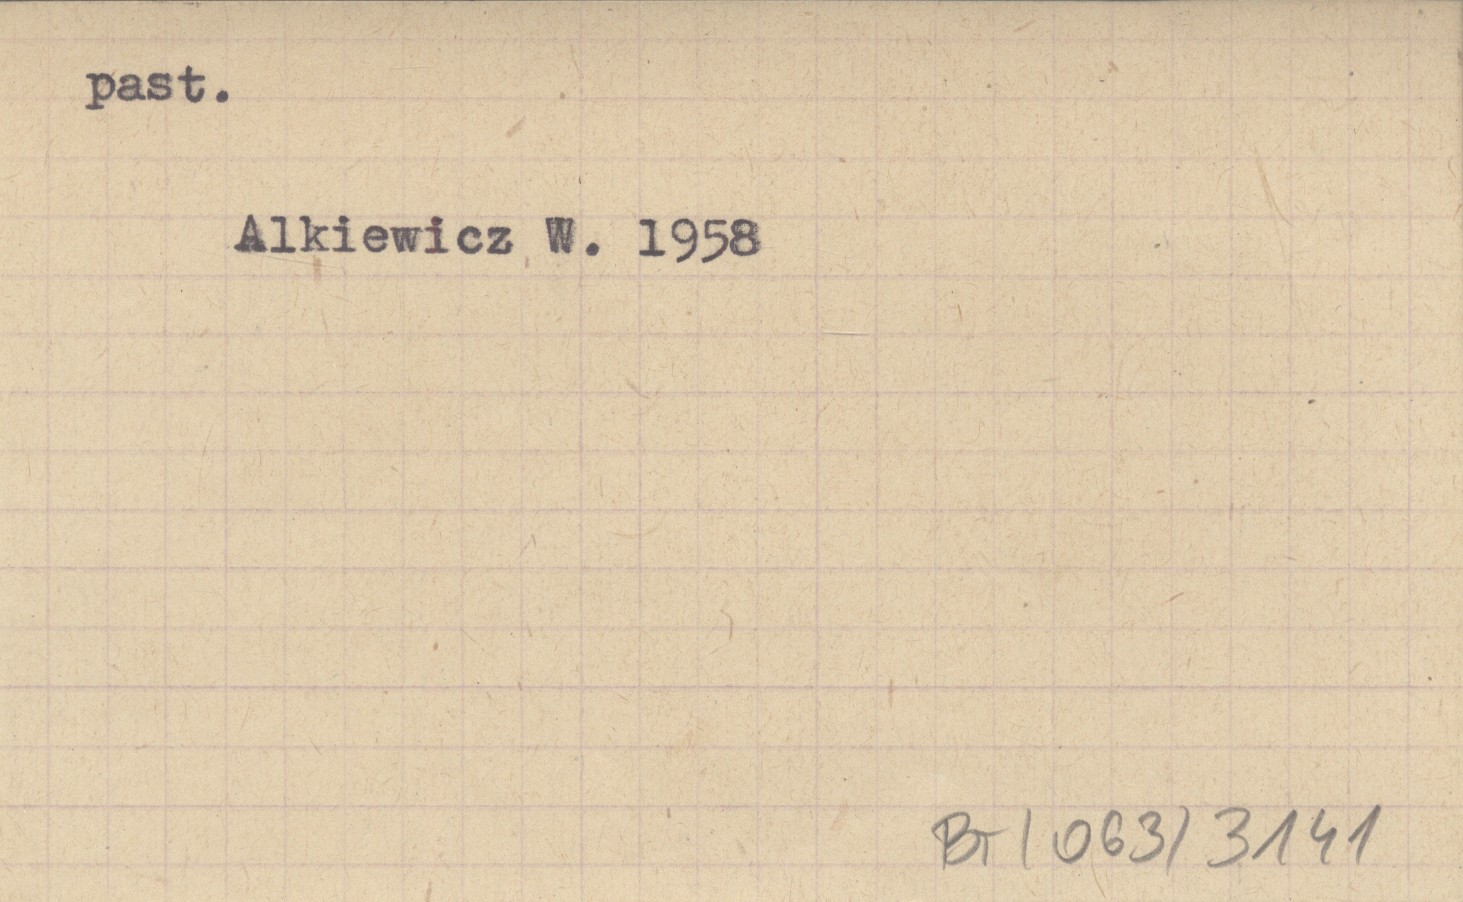 past.
Alkiewicz W. 1958
BT/063/3141